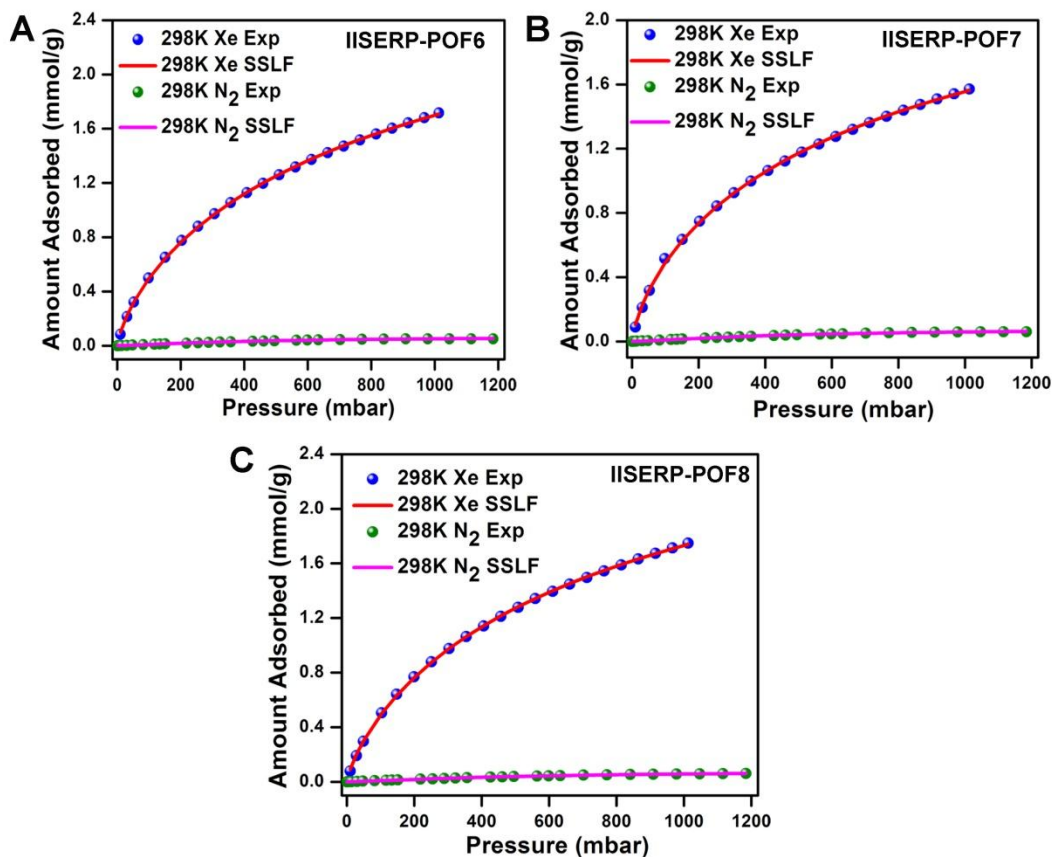 A
IISERP-POF6
298K Xe Exp
298K Xe SSLF
298K N2 Exp
298K N2 SSLF
Amount Adsorbed (mmol/g)
2.4
2.0
1.6
1.2
0.8
0.4
0.0
0 200 400 600 800 1000 1200
Pressure (mbar)
B
IISERP-POF7
298K Xe Exp
298K Xe SSLF
298K N2 Exp
298K N2 SSLF
Amount Adsorbed (mmol/g)
2.0
1.6
1.2
0.8
0.4
0.0
0 200 400 600 800 1000 1200
Pressure (mbar)
C
IISERP-POF8
298K Xe Exp
298K Xe SSLF
298K N2 Exp
298K N2 SSLF
Amount Adsorbed (mmol/g)
2.4
2.0
1.6
1.2
0.8
0.4
0.0
0 200 400 600 800 1000 1200
Pressure (mbar)